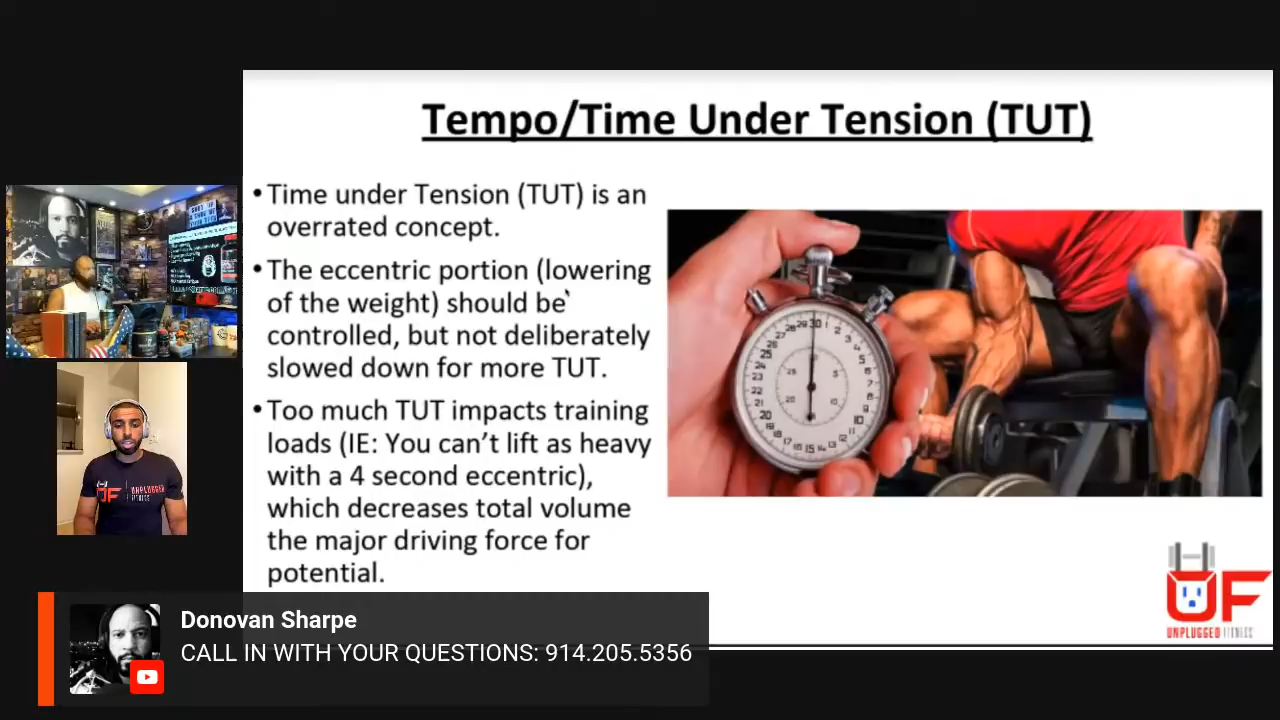 Tempo/Time Under Tension (TUT)
• Time under Tension (TUT) is an
overrated concept.
• The eccentric portion (lowering
of the weight) should be
controlled, but not deliberately
slowed down for more TUT.
• Too much TUT impacts training
loads (IE: You can't lift as heavy
with a 4 second eccentric),
which decreases total volume
the major driving force for
potential.
UF
UNPLUGGED FITNESS
UF UNPLUGGED
FITNESS
Donovan Sharpe
CALL IN WITH YOUR QUESTIONS: 914.205.5356